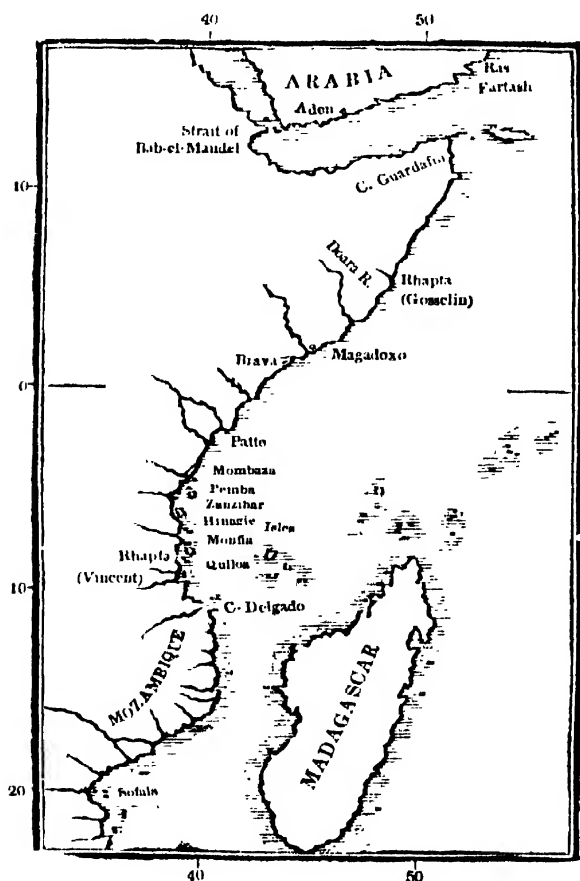 40 50
ARABIA
Ras
Fartash
Aden
Strait of
Bab-el-Mandel
C. Guardafui
10
Doara R.
Rhapta
(Gosselin)
Brava
Magadoxo
0
Patto
Mombaza
Pemba
Zanzibar
Isles
Monfia
Rhapta
(Vincent)
Quiloa
10
C. Delgado
MOZAMBIQUE
MADAGASCAR
20
Sofala
40 50